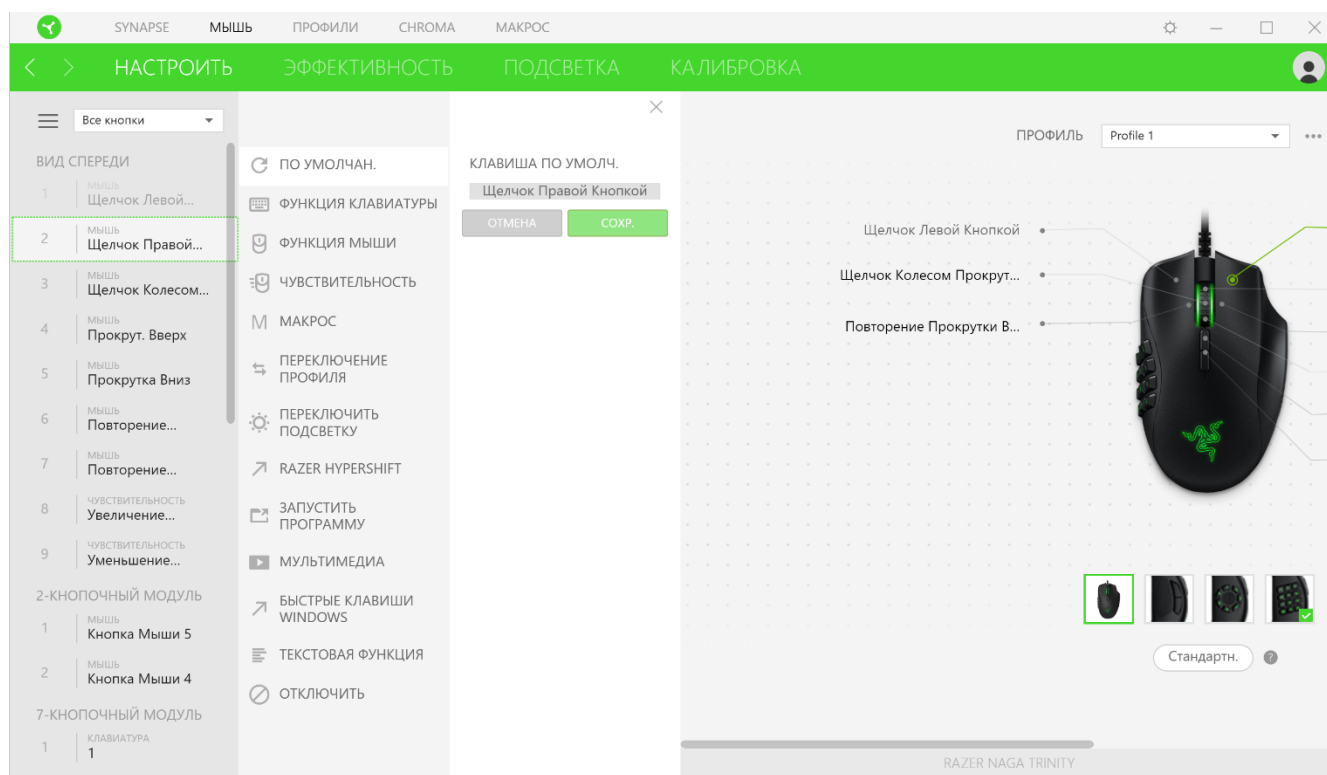 SYNAPSE МЫШЬ ПРОФИЛИ CHROMA МАКРОС
НАСТРОИТЬ ЭФФЕКТИВНОСТЬ ПОДСВЕТКА КАЛИБРОВКА
Все кнопки
ВИД СПЕРЕДИ
1 МЫШЬ
Щелчок Левой...
2 МЫШЬ
Щелчок Правой...
3 МЫШЬ
Щелчок Колесом...
4 МЫШЬ
Прокрут. Вверх
5 МЫШЬ
Прокрутка Вниз
6 МЫШЬ
Повторение...
7 МЫШЬ
Повторение...
8 ЧУВСТВИТЕЛЬНОСТЬ
Увеличение...
9 ЧУВСТВИТЕЛЬНОСТЬ
Уменьшение...
2-КНОПОЧНЫЙ МОДУЛЬ
1 МЫШЬ
Кнопка Мыши 5
2 МЫШЬ
Кнопка Мыши 4
7-КНОПОЧНЫЙ МОДУЛЬ
1 КЛАВИАТУРА
1
ПО УМОЛЧАН.
ФУНКЦИЯ КЛАВИАТУРЫ
ФУНКЦИЯ МЫШИ
ЧУВСТВИТЕЛЬНОСТЬ
МАКРОС
ПЕРЕКЛЮЧЕНИЕ
ПРОФИЛЯ
ПЕРЕКЛЮЧИТЬ
ПОДСВЕТКУ
RAZER HYPERSHIFT
ЗАПУСТИТЬ
ПРОГРАММУ
МУЛЬТИМЕДИА
БЫСТРЫЕ КЛАВИШИ
WINDOWS
ТЕКСТОВАЯ ФУНКЦИЯ
ОТКЛЮЧИТЬ
КЛАВИША ПО УМОЛЧ.
Щелчок Правой Кнопкой
ОТМЕНА СОХР.
ПРОФИЛЬ Profile 1
Щелчок Левой Кнопкой
Щелчок Колесом Прокрут...
Повторение Прокрутки В...
Стандартн. ?
RAZER NAGA TRINITY